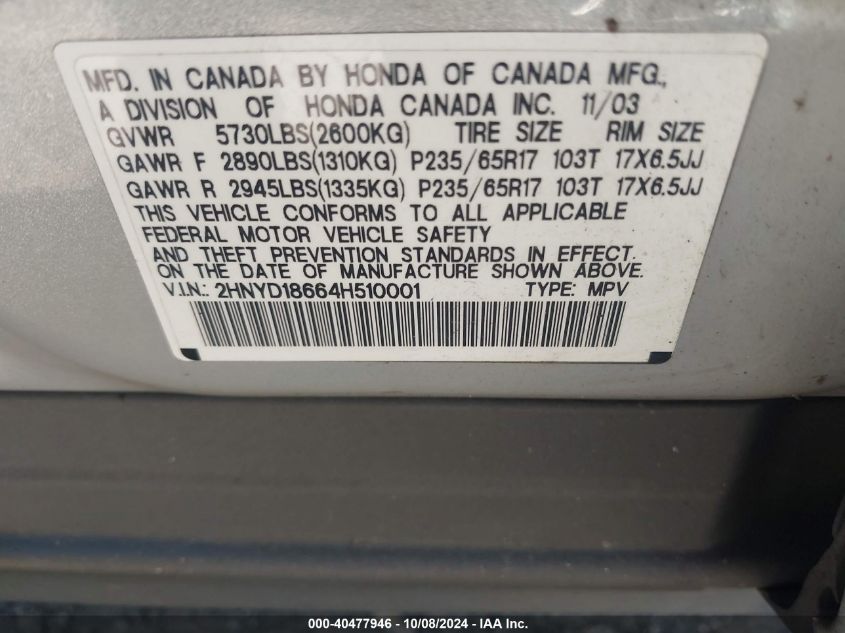 MFD. IN CANADA BY HONDA OF CANADA MFG.,
A DIVISION OF HONDA CANADA INC. 11/03
GVWR 5730LBS(2600KG) TIRE SIZE RIM SIZE
GAWR F 2890LBS(1310KG) P235/65R17 103T 17X6.5JJ
GAWR R 2945LBS(1335KG) P235/65R17 103T 17X6.5JJ
THIS VEHICLE CONFORMS TO ALL APPLICABLE
FEDERAL MOTOR VEHICLE SAFETY
AND THEFT PREVENTION STANDARDS IN EFFECT.
ON THE DATE OF MANUFACTURE SHOWN ABOVE.
V.I.N.: 2HNYD18664H510001 TYPE: MPV
000-40477946 - 10/08/2024 - IAA Inc.